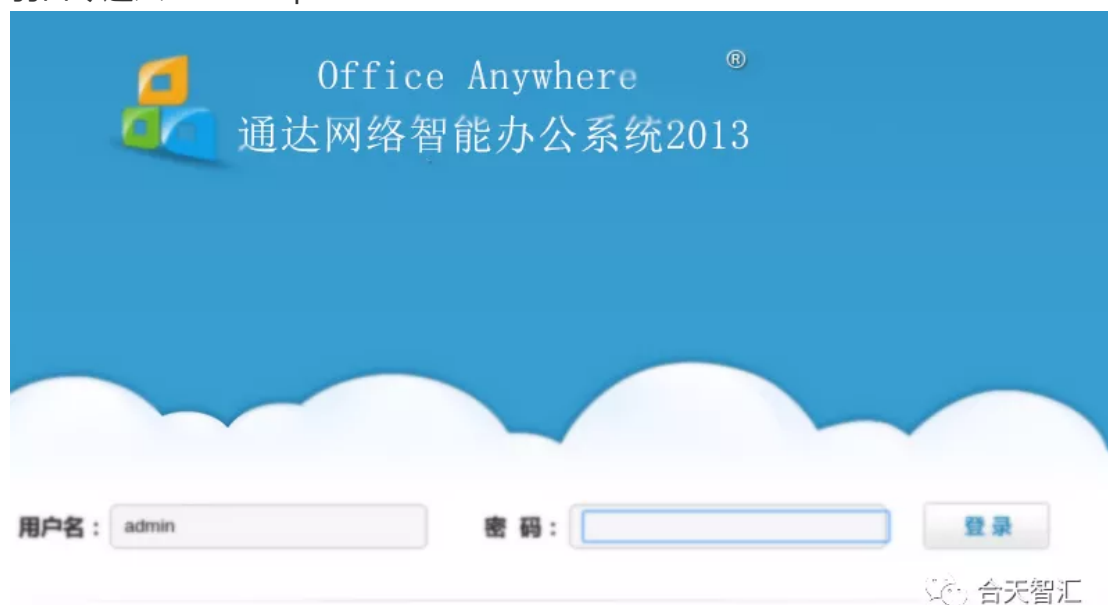 Office Anywhere ®
通达网络智能办公系统2013
用户名： admin 密 码： 登 录
合天智汇